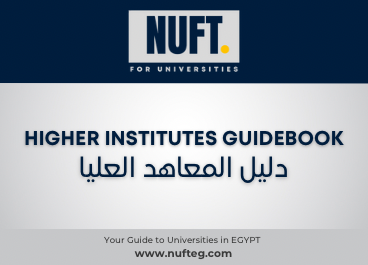 NUFT.
FOR UNIVERSITIES
HIGHER INSTITUTES GUIDEBOOK
دليل المعاهد العليا
Your Guide to Universities in EGYPT
www.nufteg.com